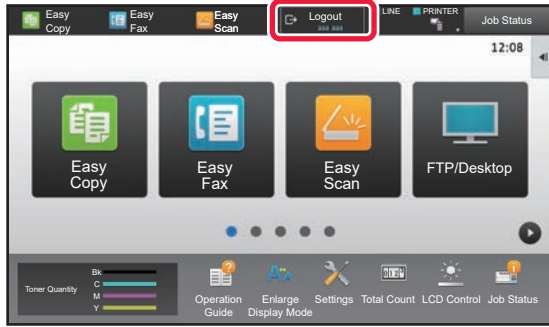 Easy
Copy
Easy
Fax
Easy
Scan
Logout
LINE
PRINTER
Job Status
12:08
Easy
Copy
Easy
Fax
Easy
Scan
FTP/Desktop
Toner Quantity
Bk
C
M
Y
Operation
Guide
Enlarge
Display Mode
Settings
Total Count
LCD Control
Job Status